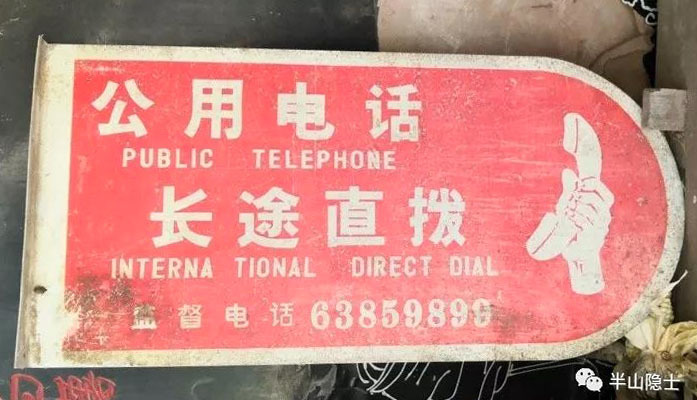 公用电话
PUBLIC TELEPHONE
长途直拨
INTERNA TIONAL DIRECT DIAL
监督电话 63859899
半山隐士